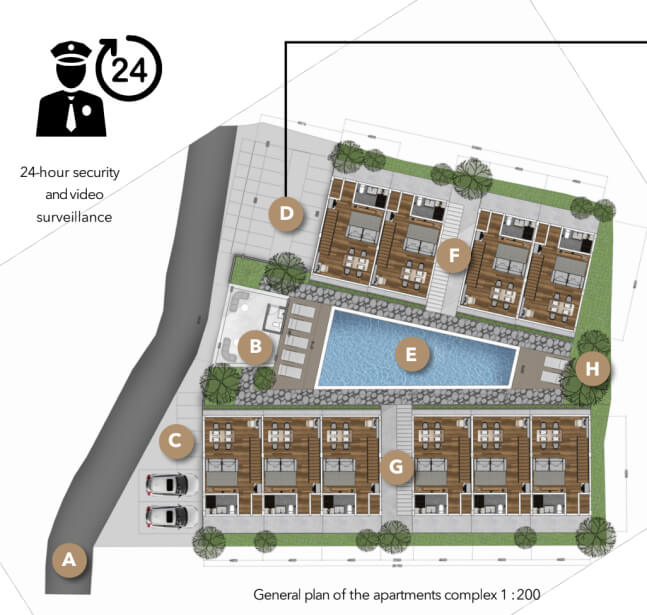 24
24-hour security
and video
surveillance
D
F
B
E
H
C
G
A
General plan of the apartments complex 1 : 200